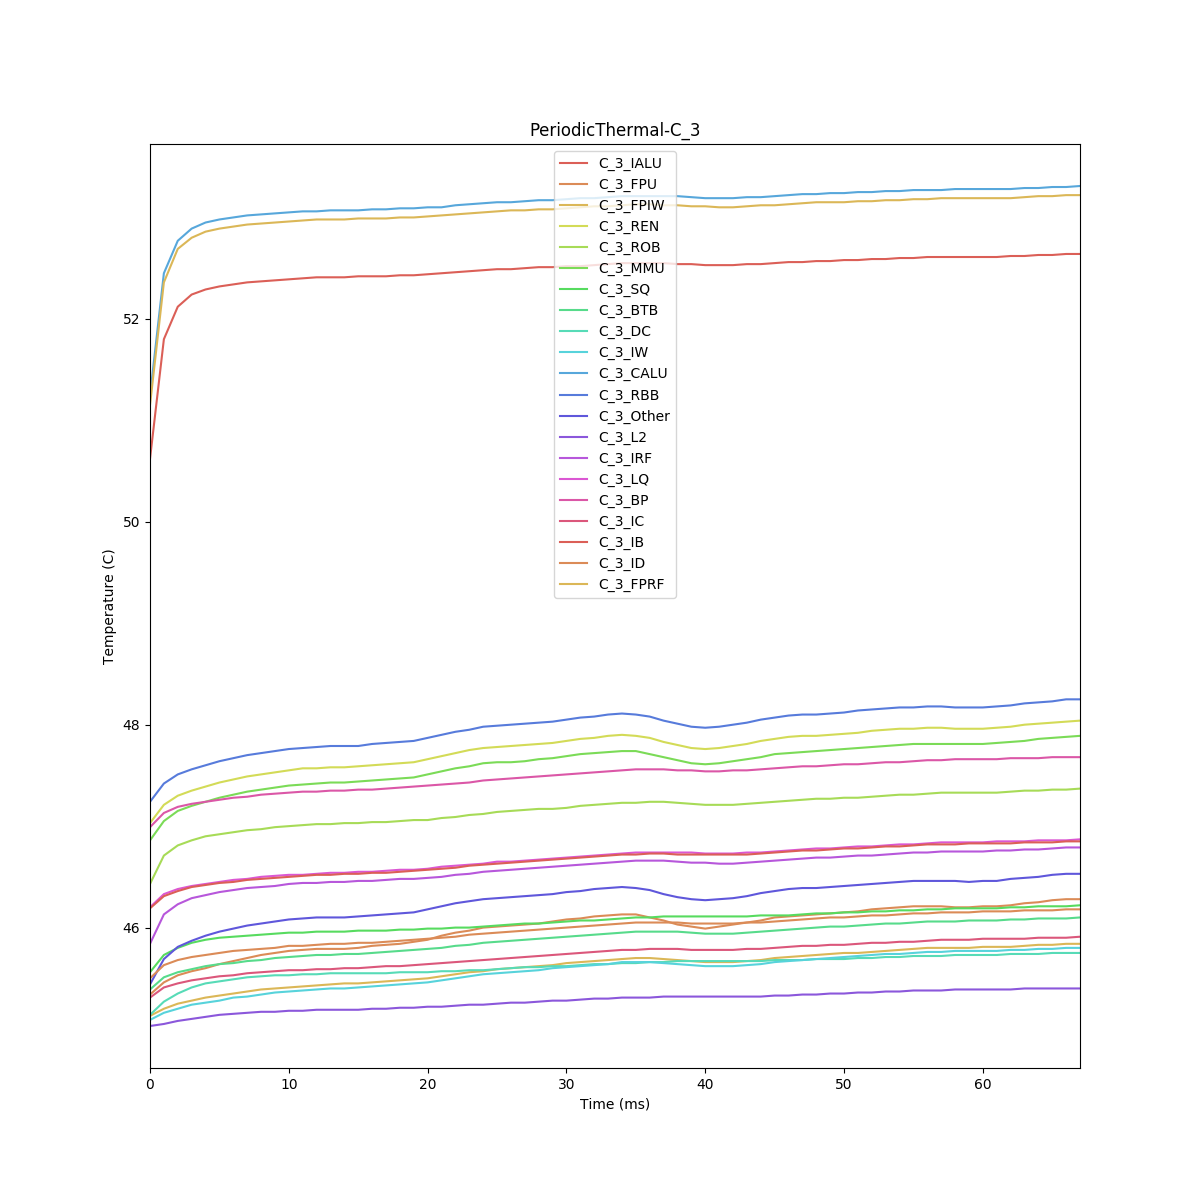 PeriodicThermal-C_3
C_3_IALU
C_3_FPU
C_3_FPIW
C_3_REN
C_3_ROB
C_3_MMU
C_3_SQ
C_3_BTB
C_3_DC
C_3_IW
C_3_CALU
C_3_RBB
C_3_Other
C_3_L2
C_3_IRF
C_3_LQ
C_3_BP
C_3_IC
C_3_IB
C_3_ID
C_3_FPRF
52
50
48
46
Temperature (C)
0 10 20 30 40 50 60
Time (ms)